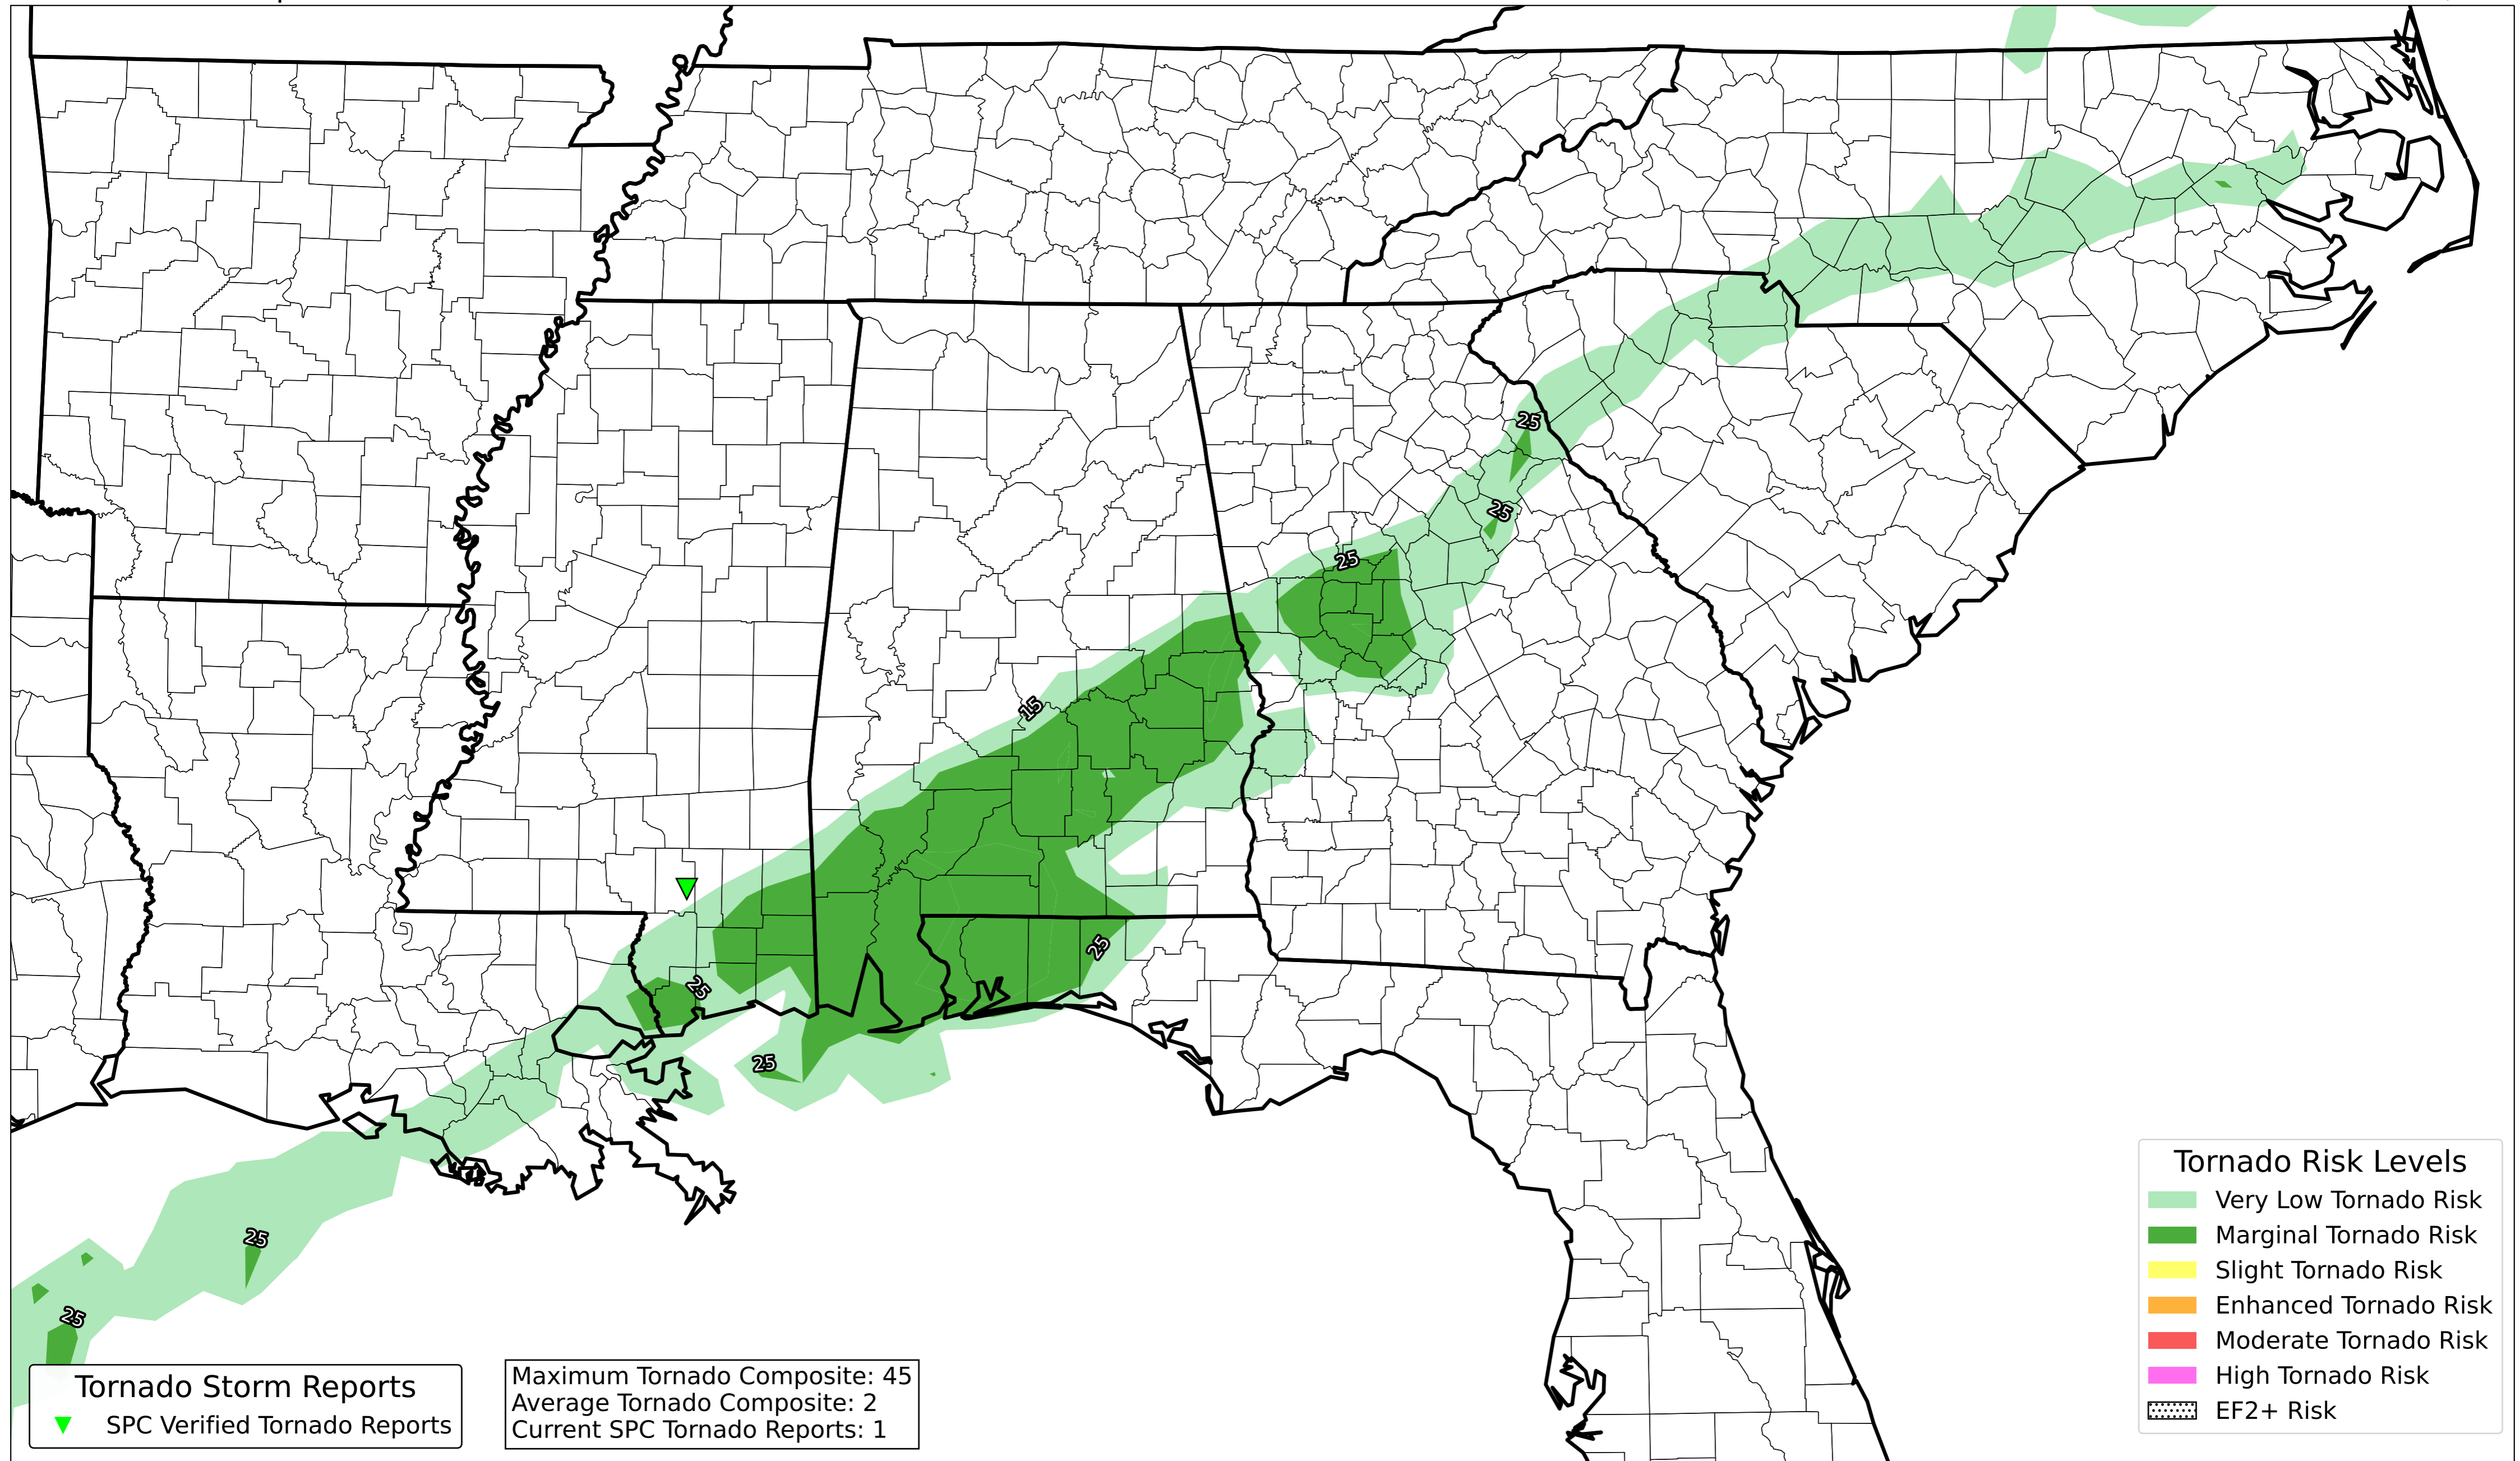 25
25
25
15
25
25
25
25
25
Tornado Storm Reports
SPC Verified Tornado Reports
Maximum Tornado Composite: 45
Average Tornado Composite: 2
Current SPC Tornado Reports: 1
Tornado Risk Levels
Very Low Tornado Risk
Marginal Tornado Risk
Slight Tornado Risk
Enhanced Tornado Risk
Moderate Tornado Risk
High Tornado Risk
EF2+ Risk